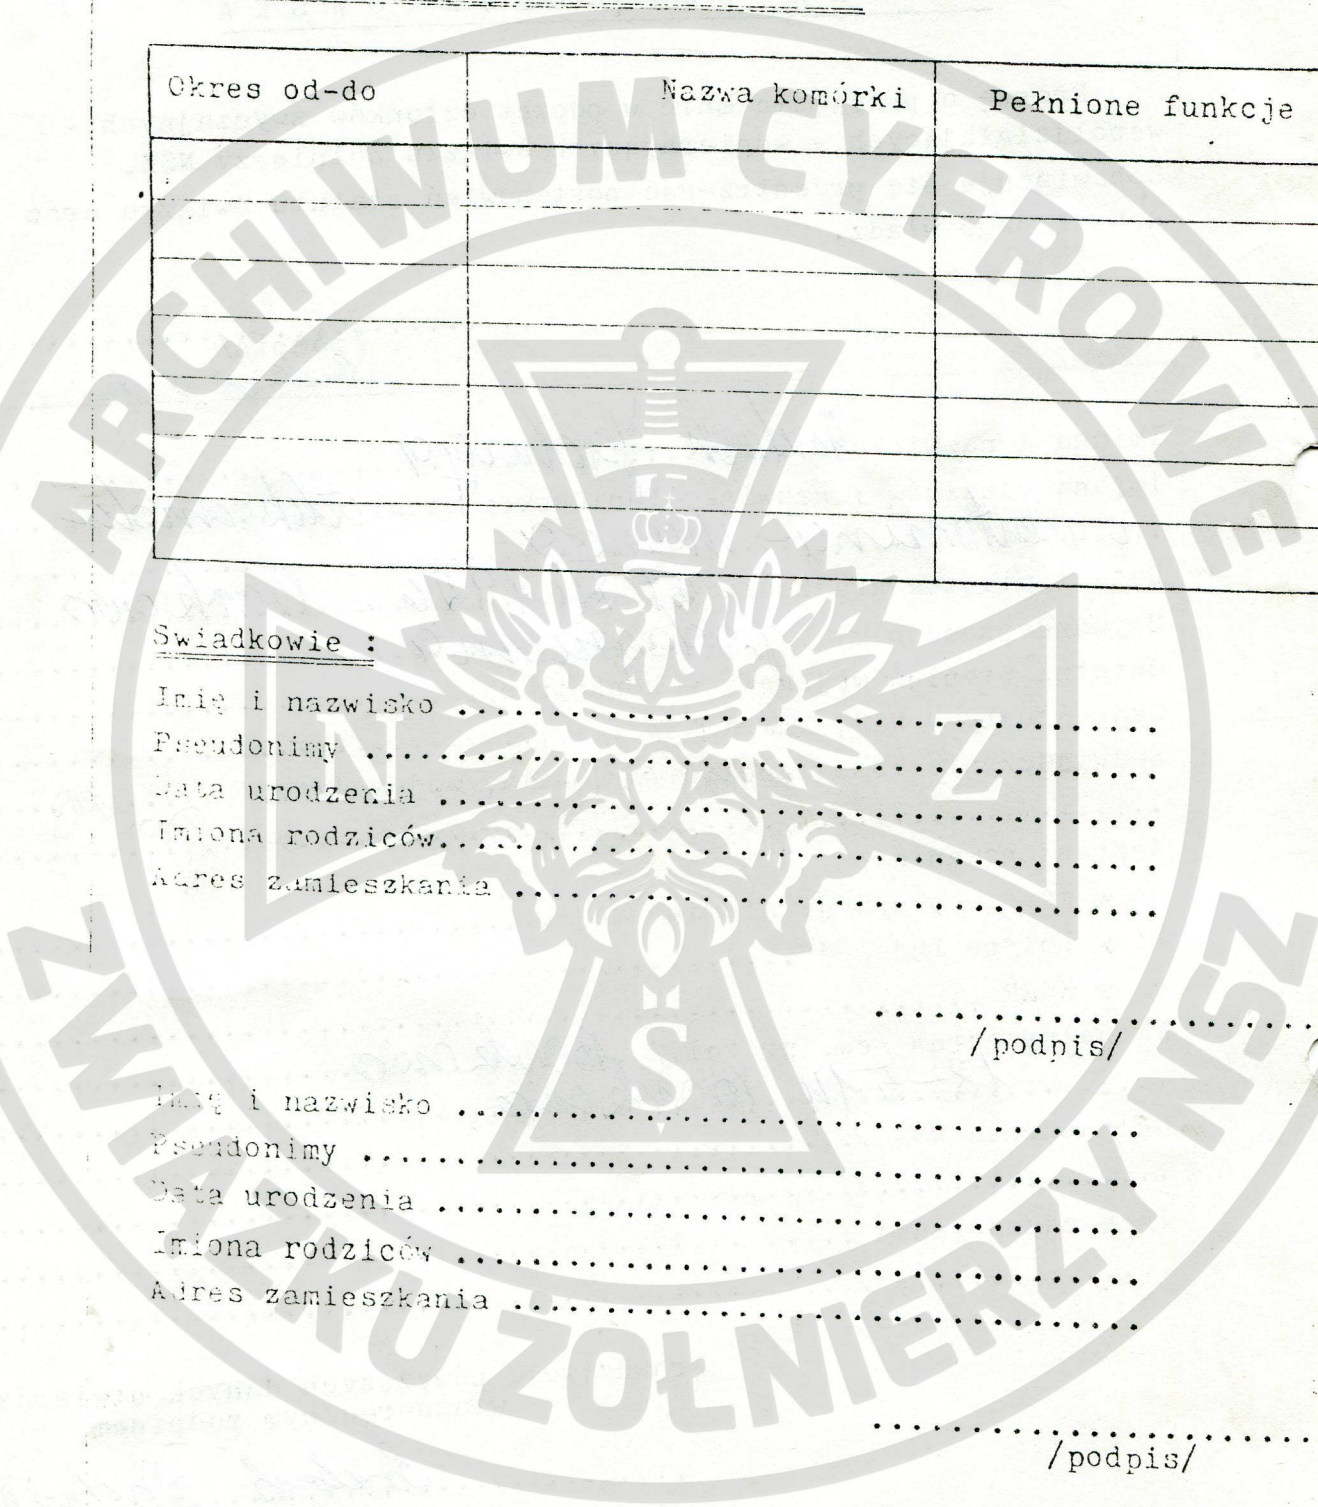 Okres od-do Nazwa komórki Pełnione funkcje
Swiadkowie :
Imię i nazwisko ......................................
Pseudonimy ...........................................
Data urodzenia .......................................
Imiona rodziców.......................................
Adres zamieszkania ...................................
........................
/podpis/
Imię i nazwisko .....................................
Pseudonimy ..........................................
Data urodzenia ......................................
Imiona rodziców .....................................
Adres zamieszkania ..................................
........................
/podpis/
ARCHIWUM CYFROWE
ZWIĄZKU ŻOŁNIERZY NSZ
N Z
S